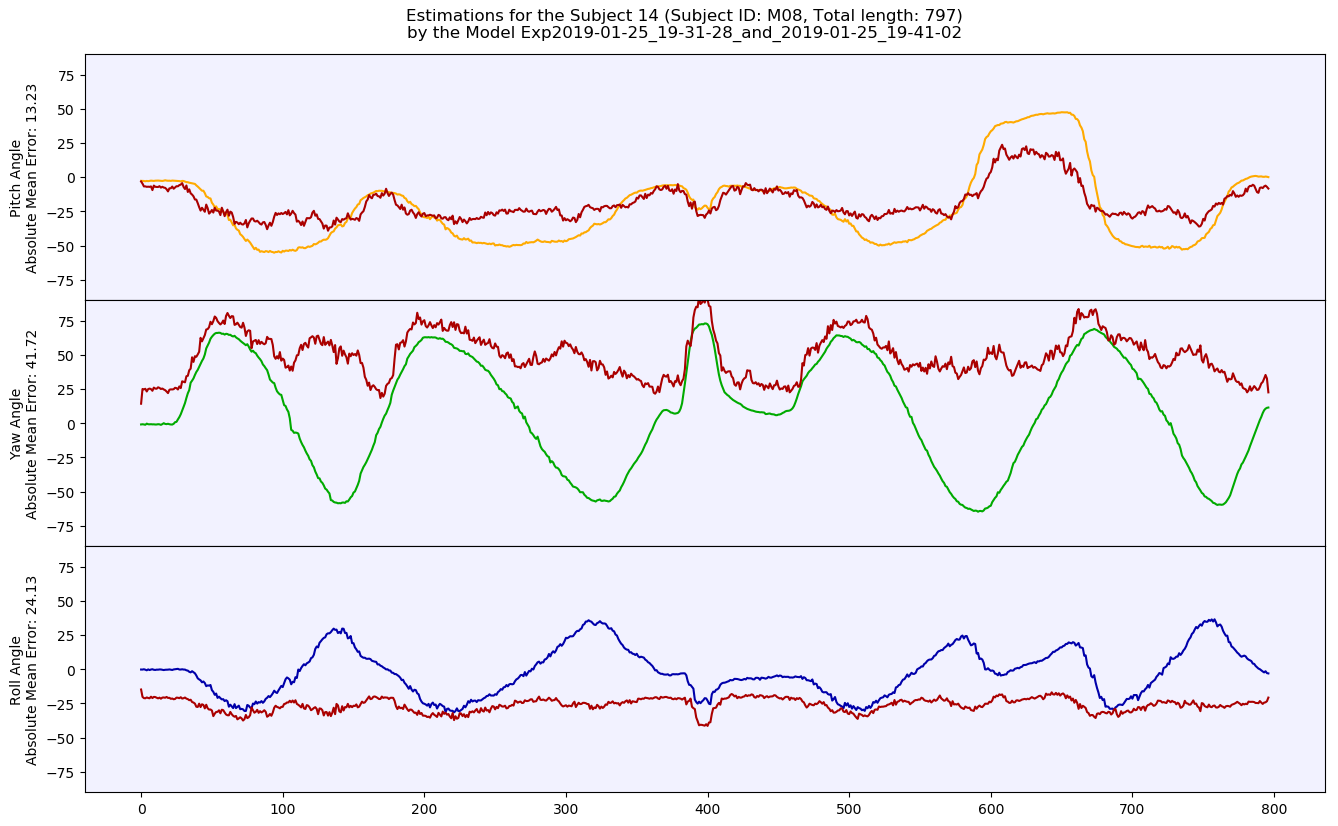 Estimations for the Subject 14 (Subject ID: M08, Total length: 797)
by the Model Exp2019-01-25_19-31-28_and_2019-01-25_19-41-02
Pitch Angle
Absolute Mean Error: 13.23
75
50
25
0
−25
−50
−75
Yaw Angle
Absolute Mean Error: 41.72
75
50
25
0
−25
−50
−75
Roll Angle
Absolute Mean Error: 24.13
75
50
25
0
−25
−50
−75
0 100 200 300 400 500 600 700 800